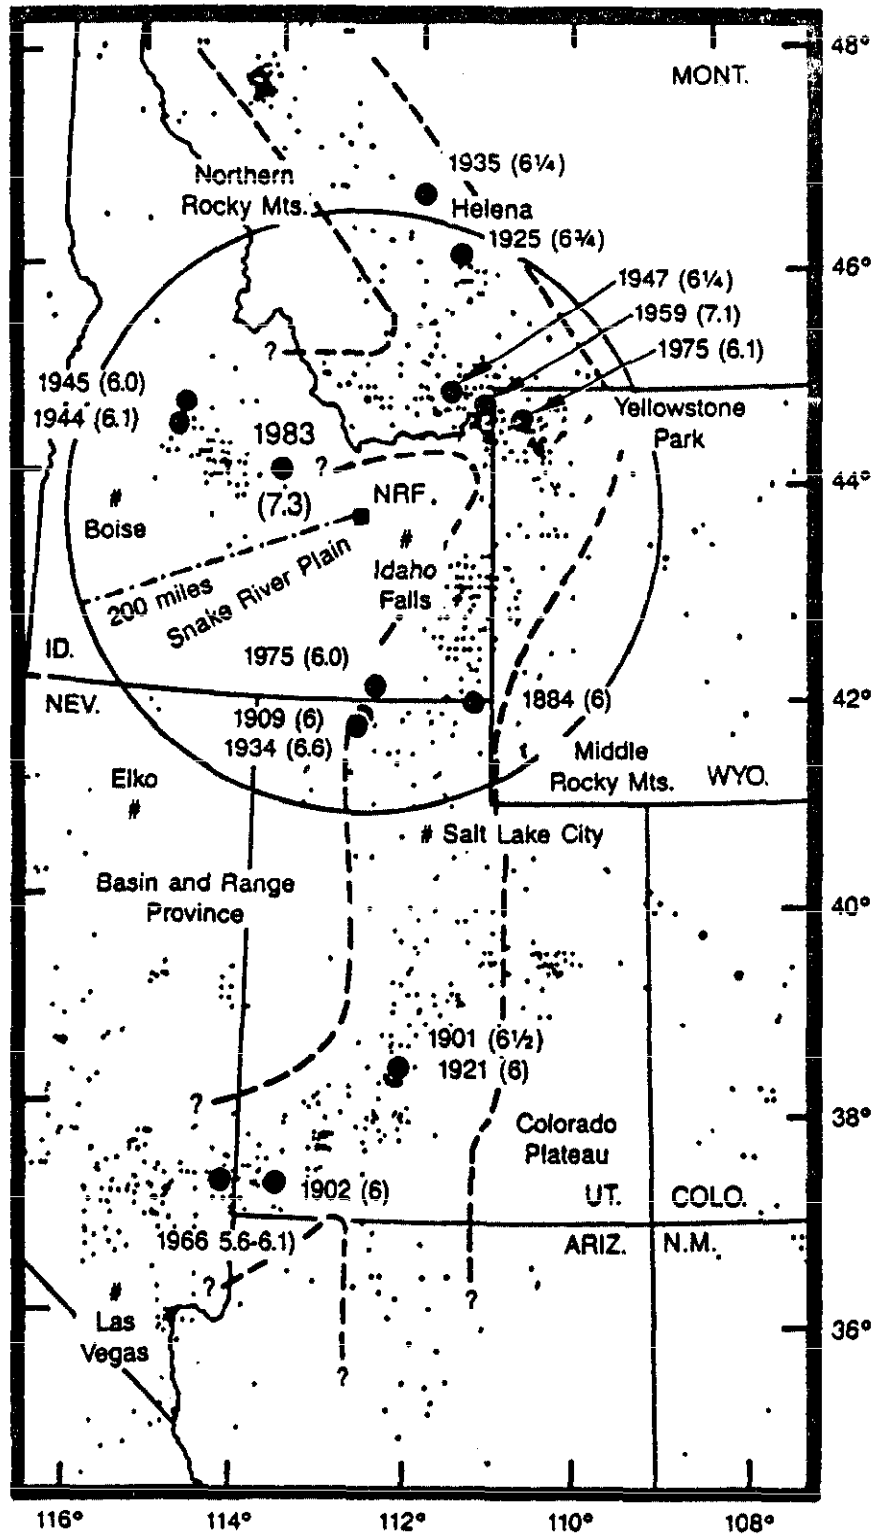 48°
MONT.
1935 (6¼)
Northern
Rocky Mts.
Helena
1925 (6¾)
46°
1947 (6¼)
1959 (7.1)
1975 (6.1)
?
1945 (6.0)
1944 (6.1)
Yellowstone
Park
1983
(7.3)
?
44°
NRF
#
Boise
#
Idaho
Falls
200 miles
Snake River Plain
ID.
1975 (6.0)
NEV.
42°
1884 (6)
1909 (6)
1934 (6.6)
Middle
Rocky Mts.
WYO.
Elko
#
# Salt Lake City
Basin and Range
Province
40°
1901 (6½)
1921 (6)
?
38°
Colorado
Plateau
1902 (6)
UT.
COLO.
1966 5.6-6.1)
ARIZ.
N.M.
?
#
Las
Vegas
?
36°
?
116°
114°
112°
110°
108°